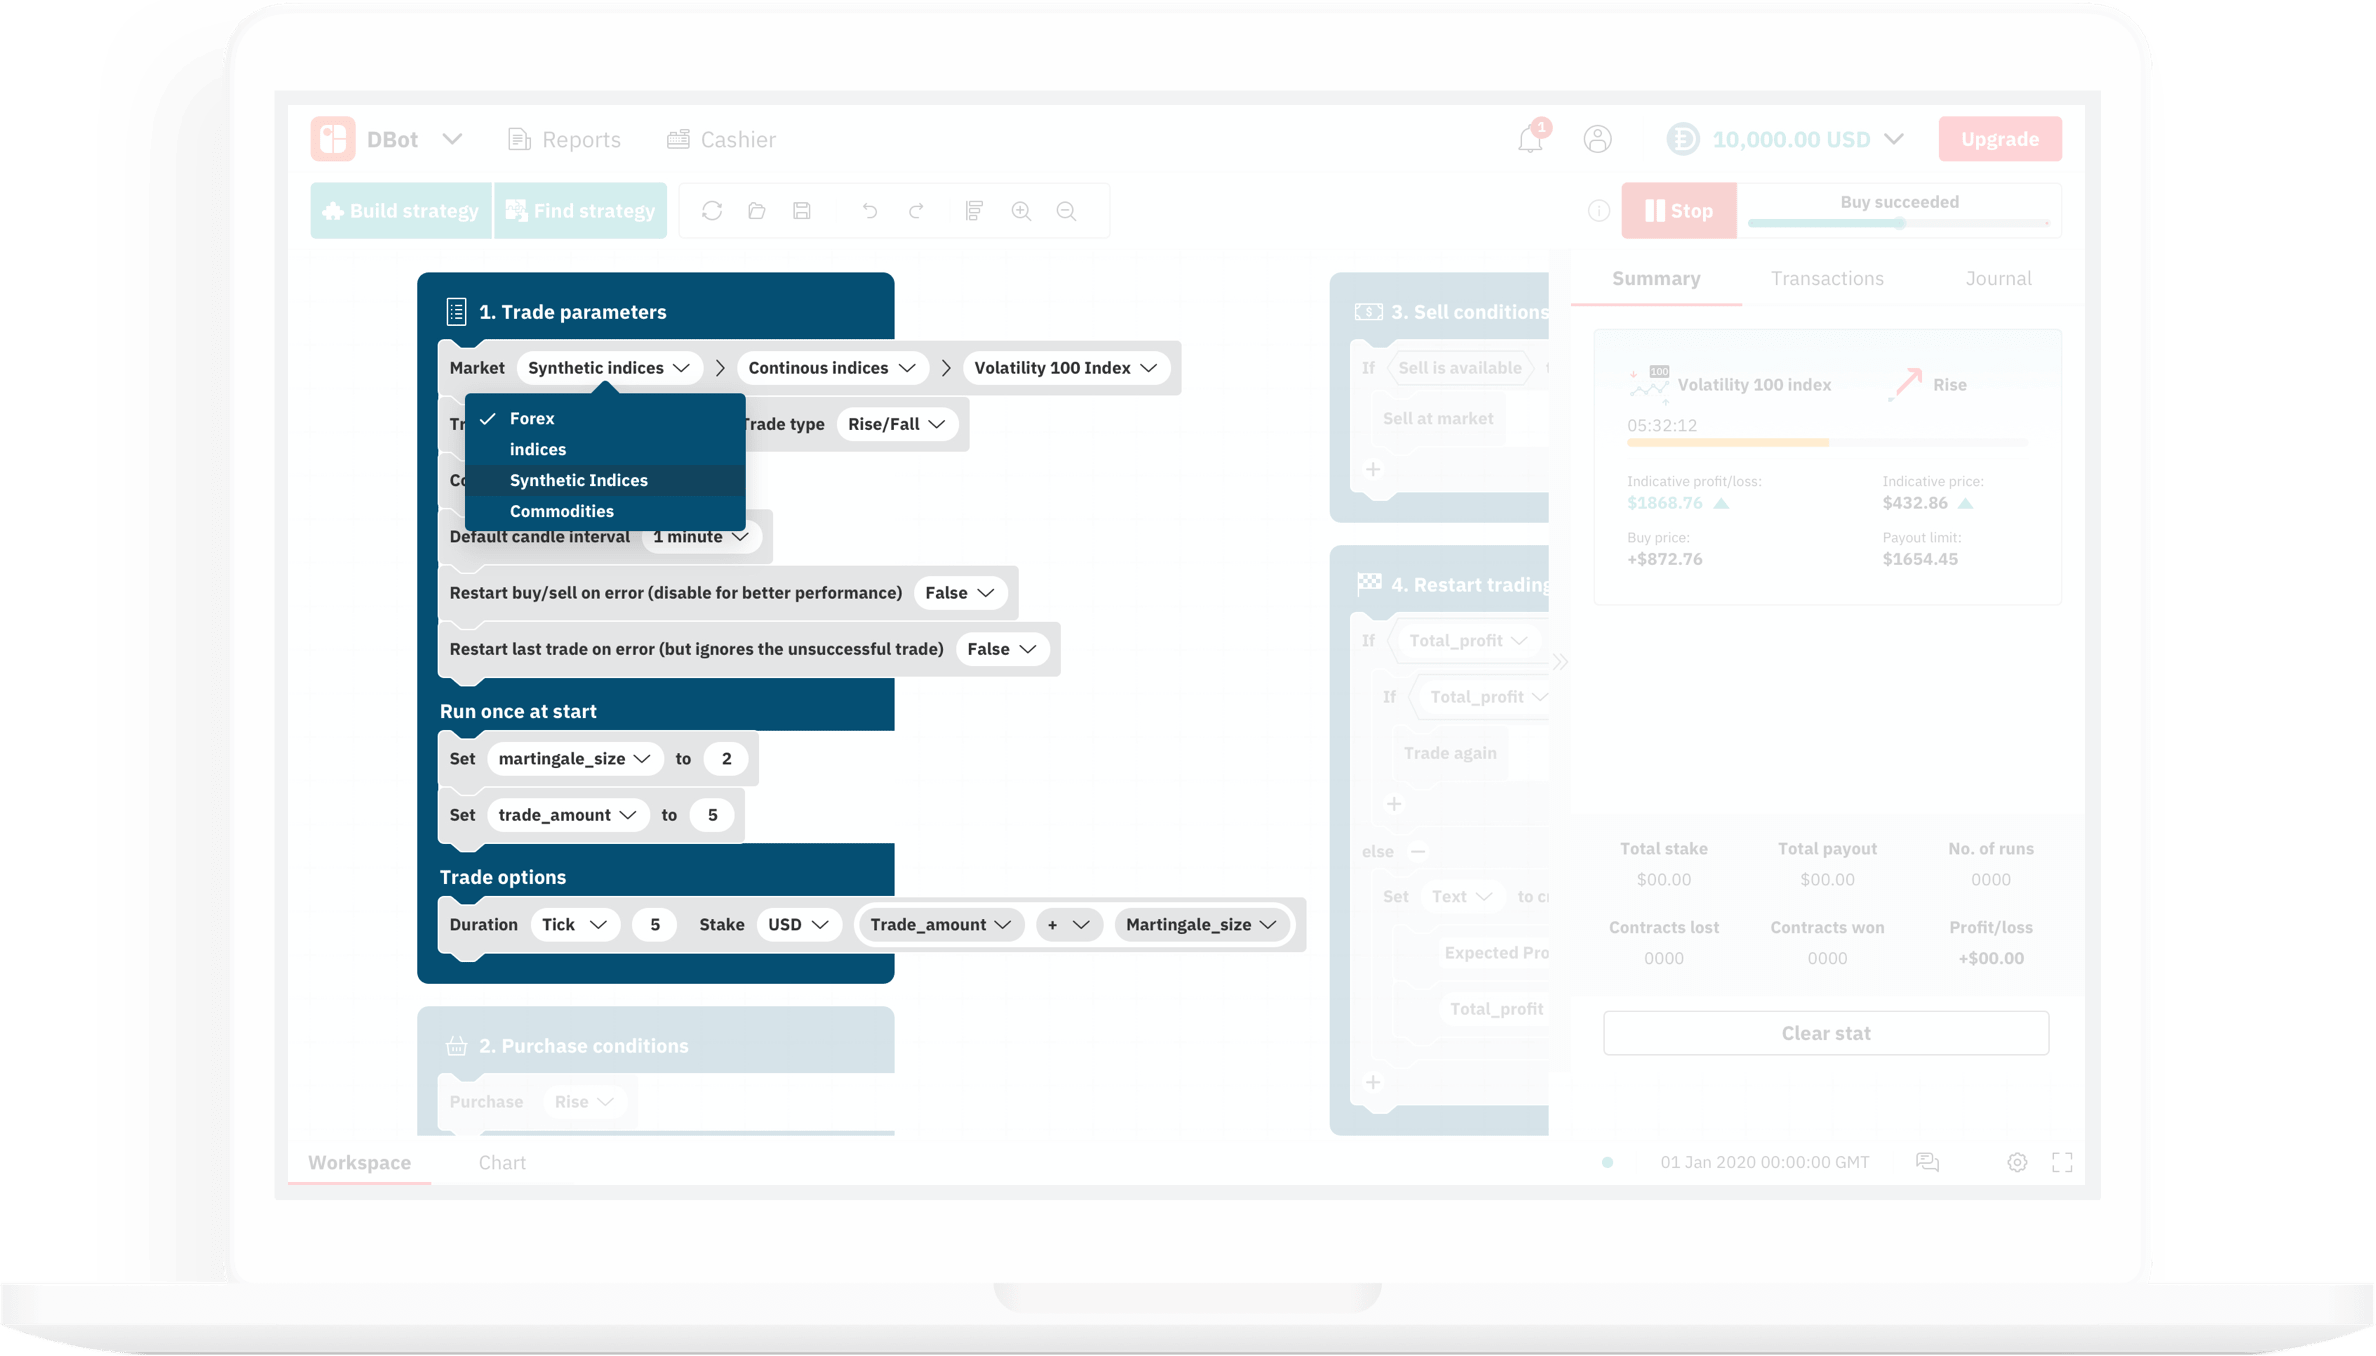 DBot Reports Cashier 1 10,000.00 USD Upgrade
Build strategy Find strategy Stop Buy succeeded
Summary Transactions Journal
1. Trade parameters
Market Synthetic indices Continous indices Volatility 100 Index
Forex
indices
Synthetic Indices
Commodities
Trade type Rise/Fall
Default candle interval 1 minute
Restart buy/sell on error (disable for better performance) False
Restart last trade on error (but ignores the unsuccessful trade) False
Run once at start
Set martingale_size to 2
Set trade_amount to 5
Trade options
Duration Tick 5 Stake USD Trade_amount + Martingale_size
2. Purchase conditions
Purchase Rise
3. Sell conditions
If Sell is available
Sell at market
4. Restart trading
If Total_profit
If Total_profit
Trade again
else
Set Text to
Expected Pro
Total_profit
100 Volatility 100 index Rise
05:32:12
Indicative profit/loss: Indicative price:
$1868.76 $432.86
Buy price: Payout limit:
+$872.76 $1654.45
Total stake Total payout No. of runs
$00.00 $00.00 0000
Contracts lost Contracts won Profit/loss
0000 0000 +$00.00
Clear stat
Workspace Chart 01 Jan 2020 00:00:00 GMT